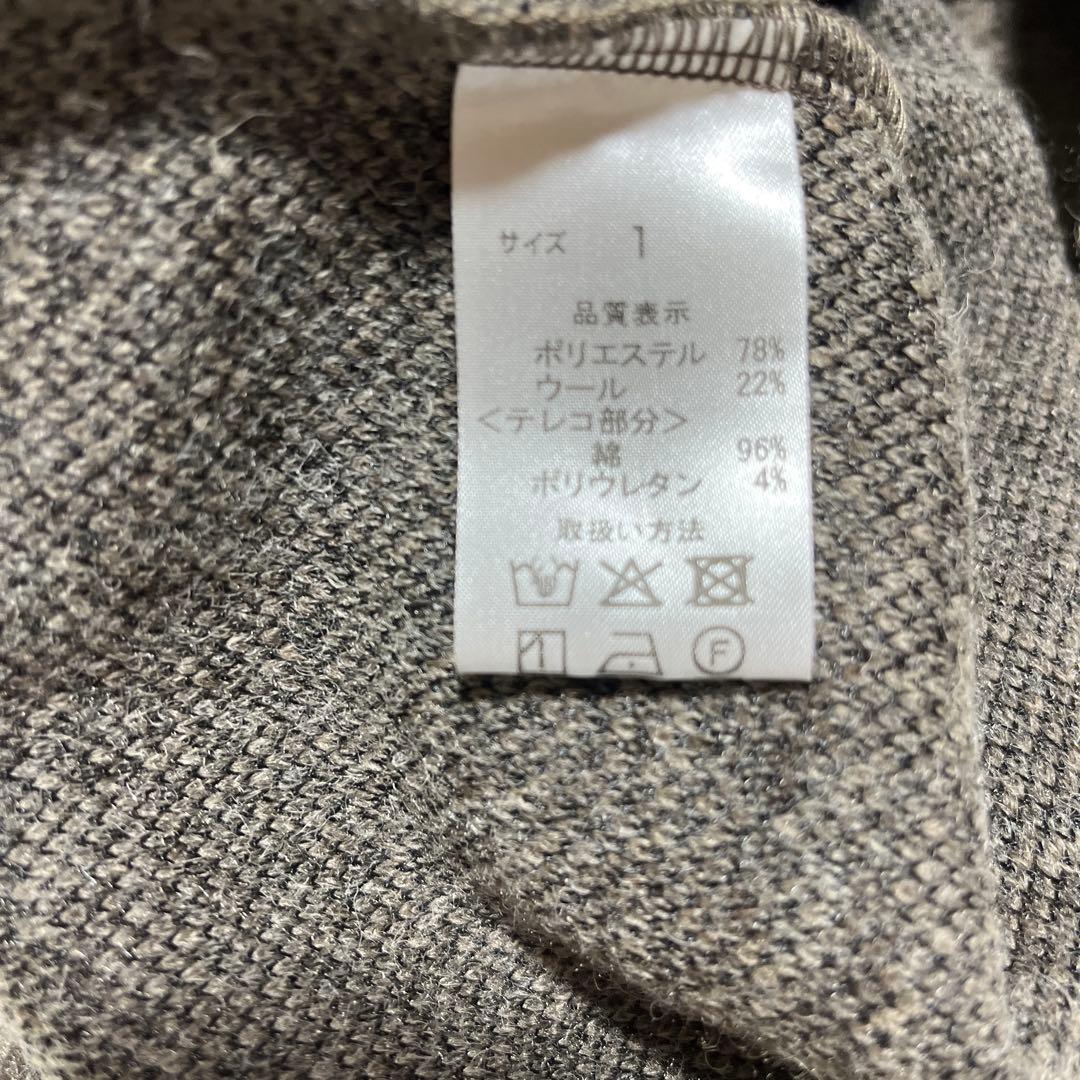 サイズ 1
品質表示
ポリエステル 78%
ウール 22%
<テレコ部分>
綿 96%
ポリウレタン 4%
取扱い方法
F